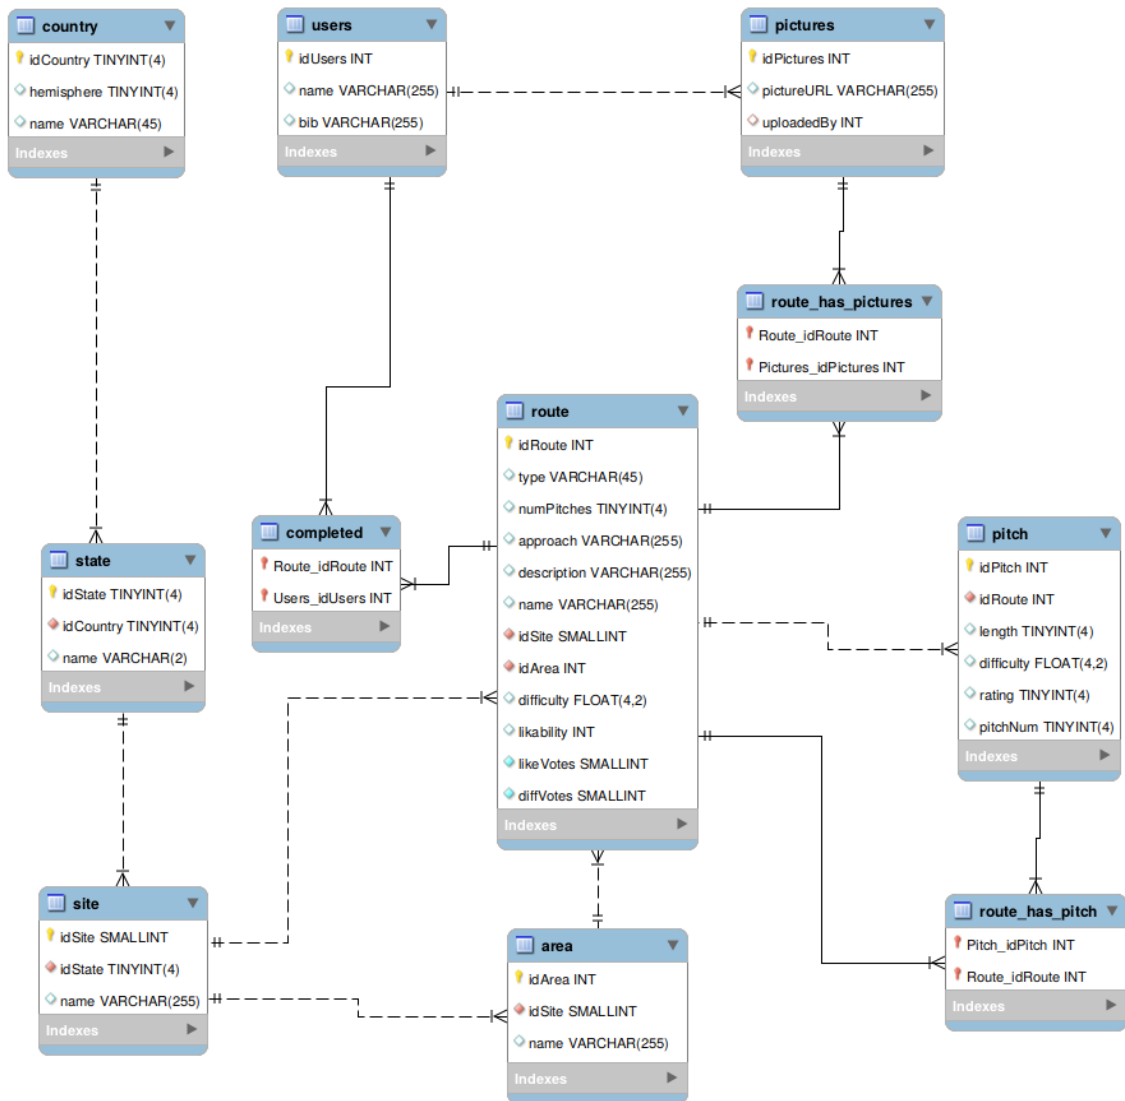 country
idCountry TINYINT(4)
hemisphere TINYINT(4)
name VARCHAR(45)
Indexes
users
idUsers INT
name VARCHAR(255)
bib VARCHAR(255)
Indexes
pictures
idPictures INT
pictureURL VARCHAR(255)
uploadedBy INT
Indexes
route_has_pictures
Route_idRoute INT
Pictures_idPictures INT
Indexes
route
idRoute INT
type VARCHAR(45)
numPitches TINYINT(4)
approach VARCHAR(255)
description VARCHAR(255)
name VARCHAR(255)
idSite SMALLINT
idArea INT
difficulty FLOAT(4,2)
likability INT
likeVotes SMALLINT
diffVotes SMALLINT
Indexes
completed
Route_idRoute INT
Users_idUsers INT
Indexes
pitch
idPitch INT
idRoute INT
length TINYINT(4)
difficulty FLOAT(4,2)
rating TINYINT(4)
pitchNum TINYINT(4)
Indexes
state
idState TINYINT(4)
idCountry TINYINT(4)
name VARCHAR(2)
Indexes
site
idSite SMALLINT
idState TINYINT(4)
name VARCHAR(255)
Indexes
area
idArea INT
idSite SMALLINT
name VARCHAR(255)
Indexes
route_has_pitch
Pitch_idPitch INT
Route_idRoute INT
Indexes